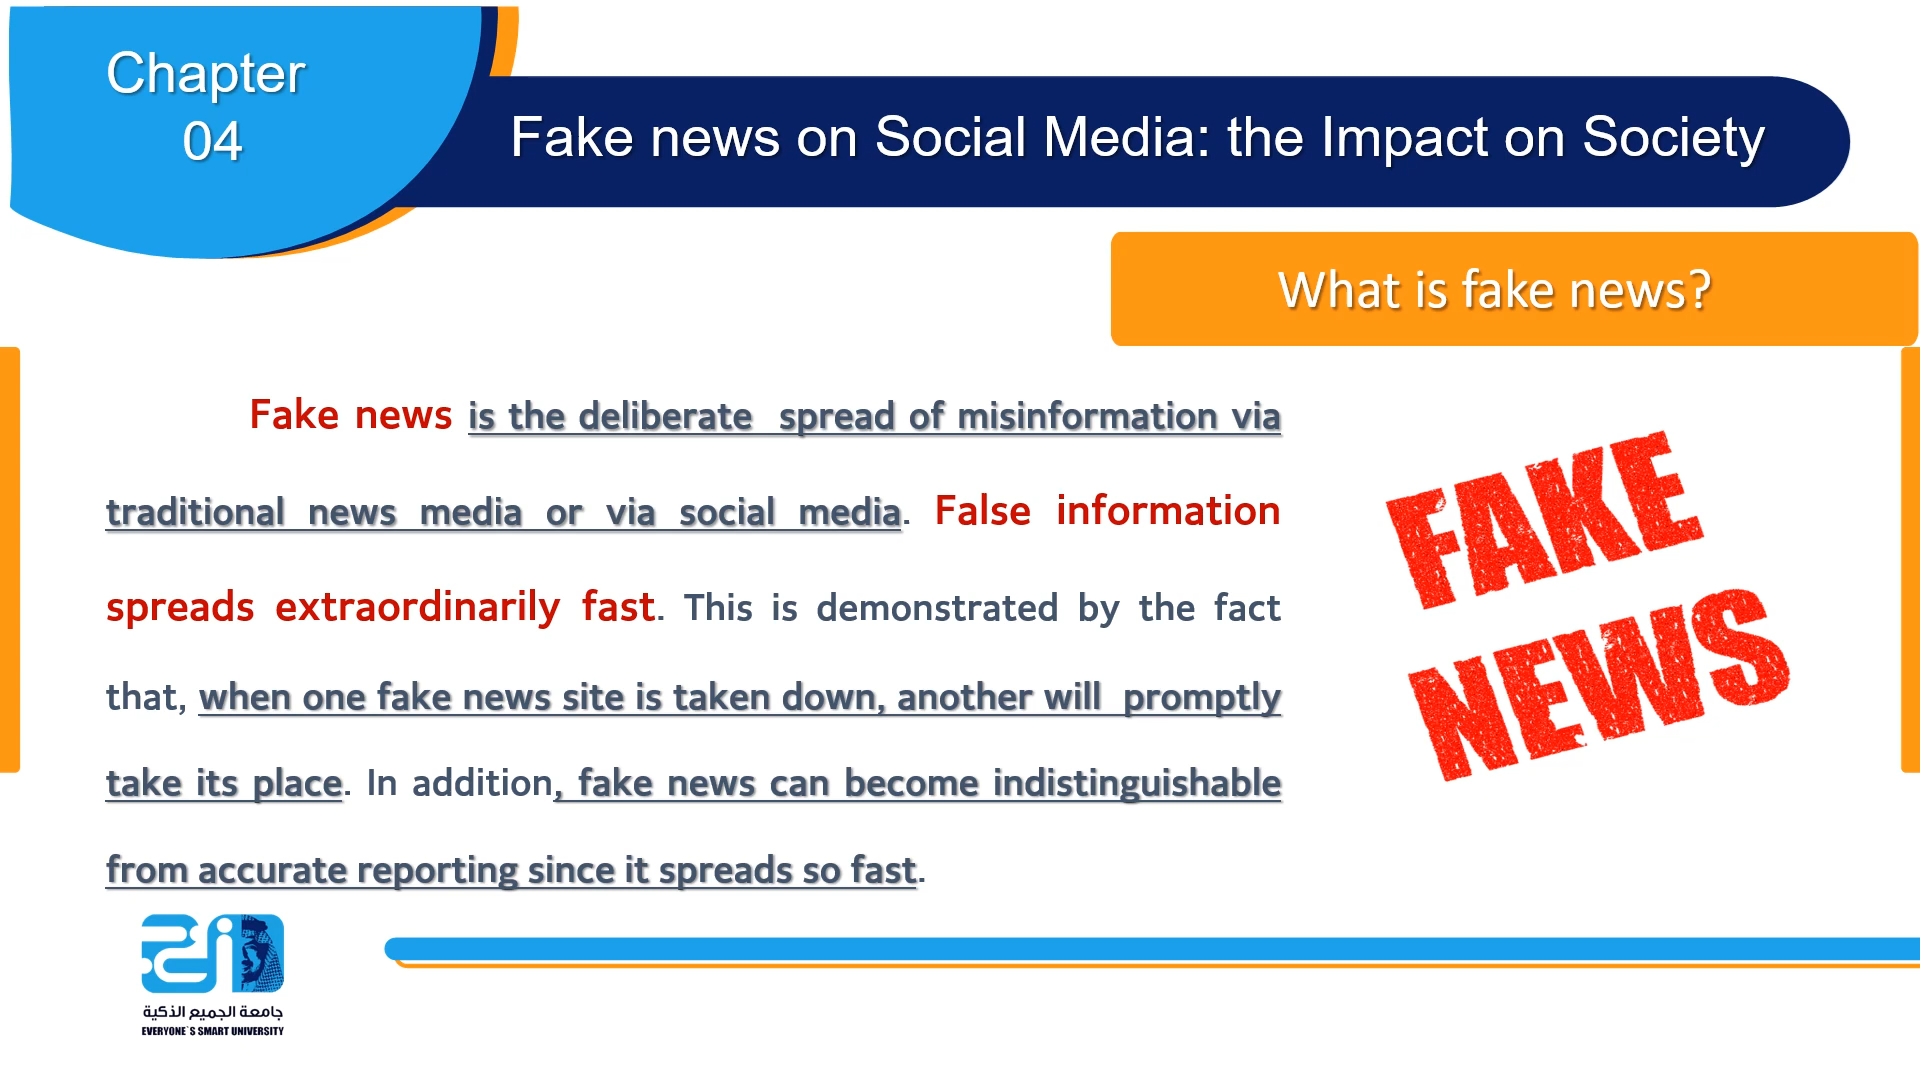 Chapter
04
Fake news on Social Media: the Impact on Society
What is fake news?
Fake news is the deliberate spread of misinformation via
traditional news media or via social media. False information
spreads extraordinarily fast. This is demonstrated by the fact
that, when one fake news site is taken down, another will promptly
take its place. In addition, fake news can become indistinguishable
from accurate reporting since it spreads so fast.
FAKE
NEWS
جامعة الجميع الذكية
EVERYONE`S SMART UNIVERSITY